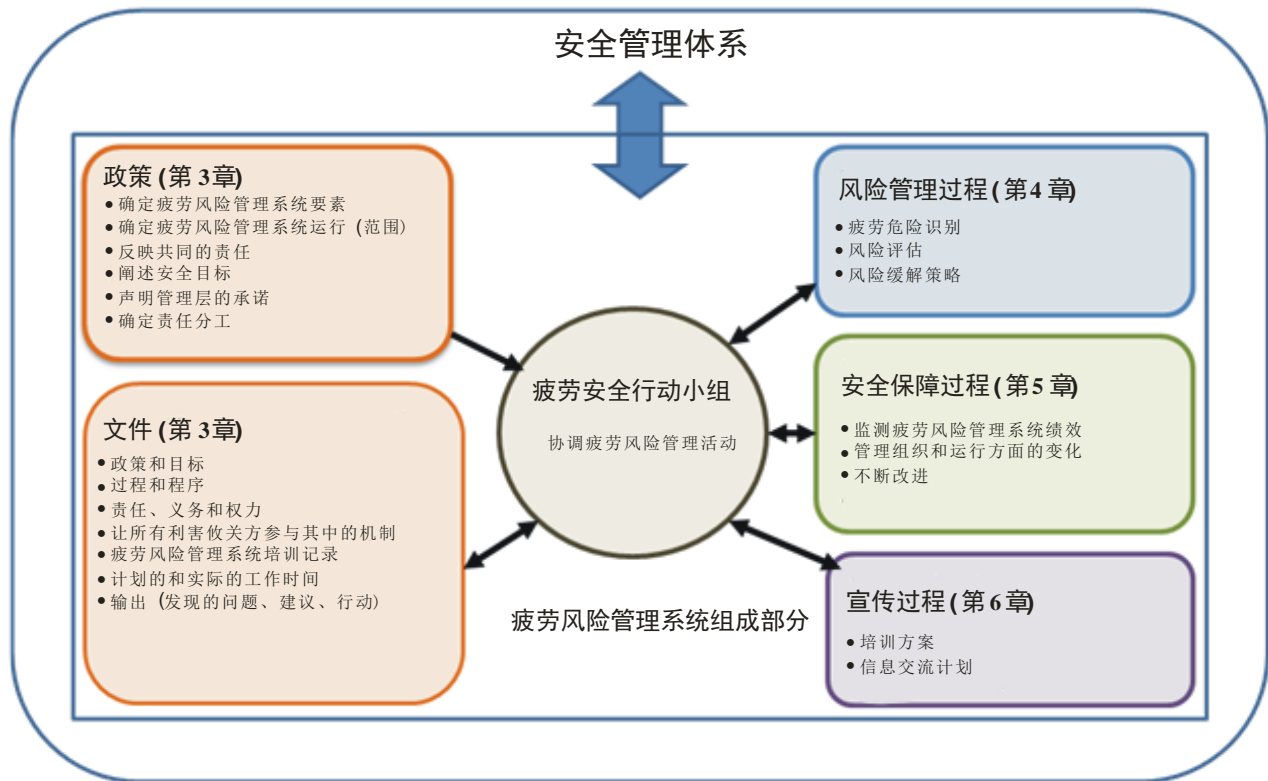 安全管理体系
政策 (第 3章)
• 确定疲劳风险管理系统要素
• 确定疲劳风险管理系统运行 (范围)
• 反映共同的责任
• 阐述安全目标
• 声明管理层的承诺
• 确定责任分工
文件 (第 3章)
• 政策和目标
• 过程和程序
• 责任、义务和权力
• 让所有利害攸关方参与其中的机制
• 疲劳风险管理系统培训记录
• 计划的和实际的工作时间
• 输出 (发现的问题、建议、行动)
疲劳安全行动小组
协调疲劳风险管理活动
疲劳风险管理系统组成部分
风险管理过程 (第 4 章)
• 疲劳危险识别
• 风险评估
• 风险缓解策略
安全保障过程 (第 5 章)
• 监测疲劳风险管理系统绩效
• 管理组织和运行方面的变化
• 不断改进
宣传过程 (第 6 章)
• 培训方案
• 信息交流计划